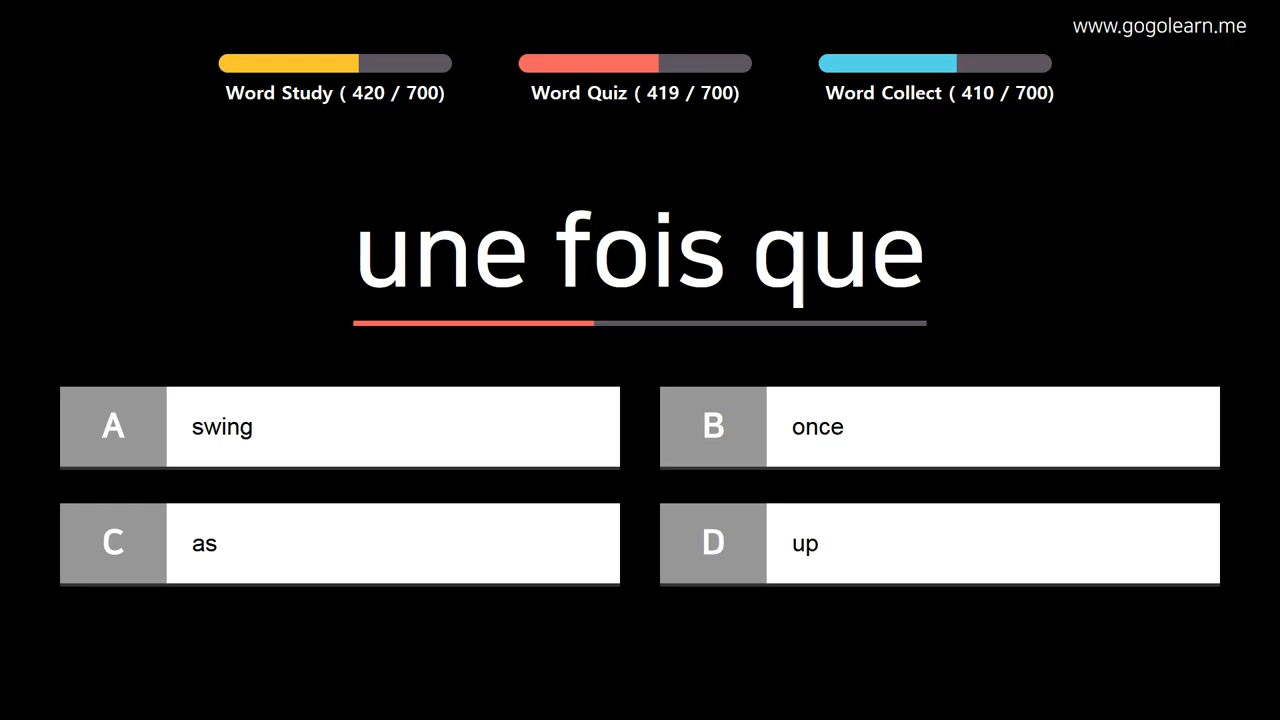 www.gogolearn.me
Word Study ( 420 / 700)
Word Quiz ( 419 / 700)
Word Collect ( 410 / 700)
une fois que
A swing
B once
C as
D up